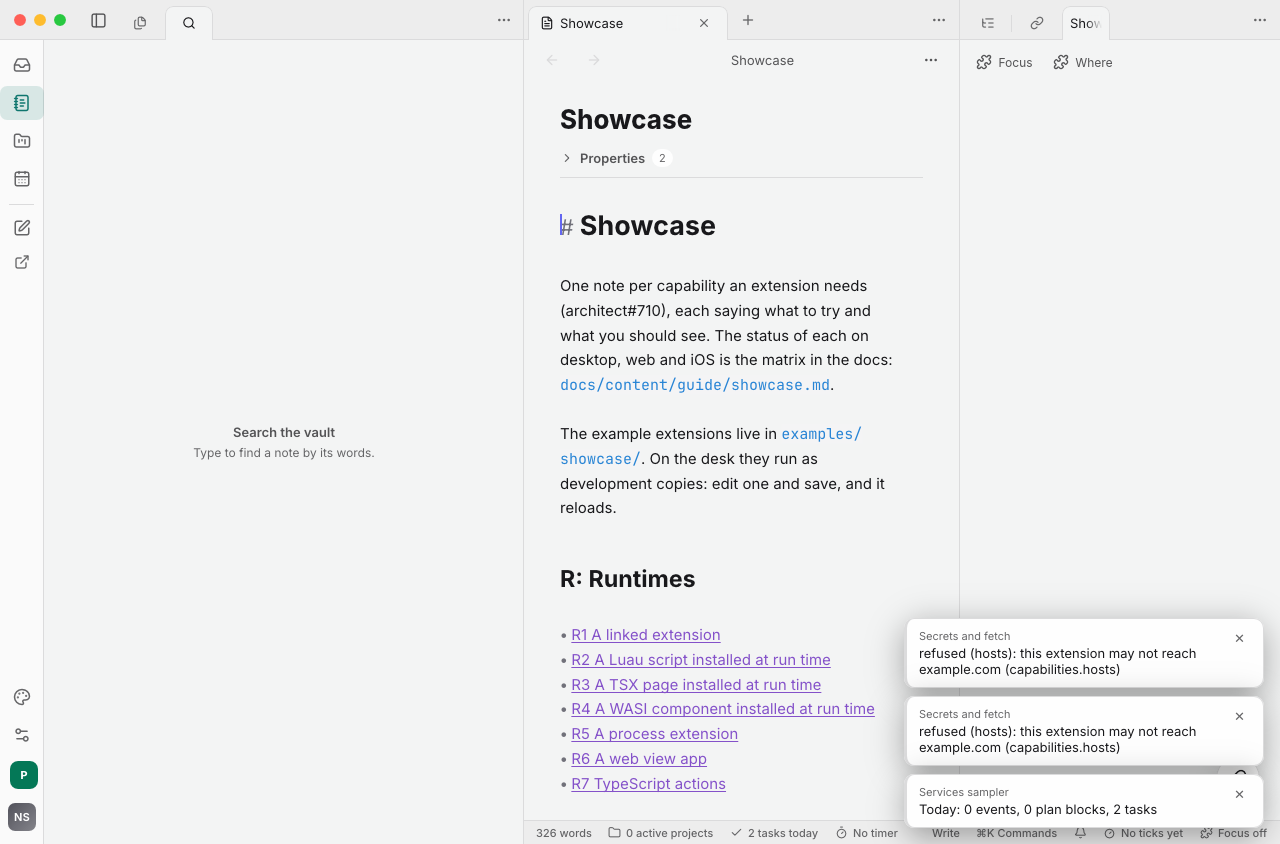 Showcase
Show
Showcase
Focus
Where
Showcase
Properties 2
# Showcase
One note per capability an extension needs
(architect#710), each saying what to try and
what you should see. The status of each on
desktop, web and iOS is the matrix in the docs:
docs/content/guide/showcase.md.
The example extensions live in examples/
showcase/. On the desk they run as
development copies: edit one and save, and it
reloads.
Search the vault
Type to find a note by its words.
R: Runtimes
• R1 A linked extension
• R2 A Luau script installed at run time
• R3 A TSX page installed at run time
• R4 A WASI component installed at run time
• R5 A process extension
• R6 A web view app
• R7 TypeScript actions
Secrets and fetch
refused (hosts): this extension may not reach
example.com (capabilities.hosts)
Secrets and fetch
refused (hosts): this extension may not reach
example.com (capabilities.hosts)
Services sampler
Today: 0 events, 0 plan blocks, 2 tasks
P
NS
326 words
0 active projects
2 tasks today
No timer
Write
⌘K Commands
No ticks yet
Focus off